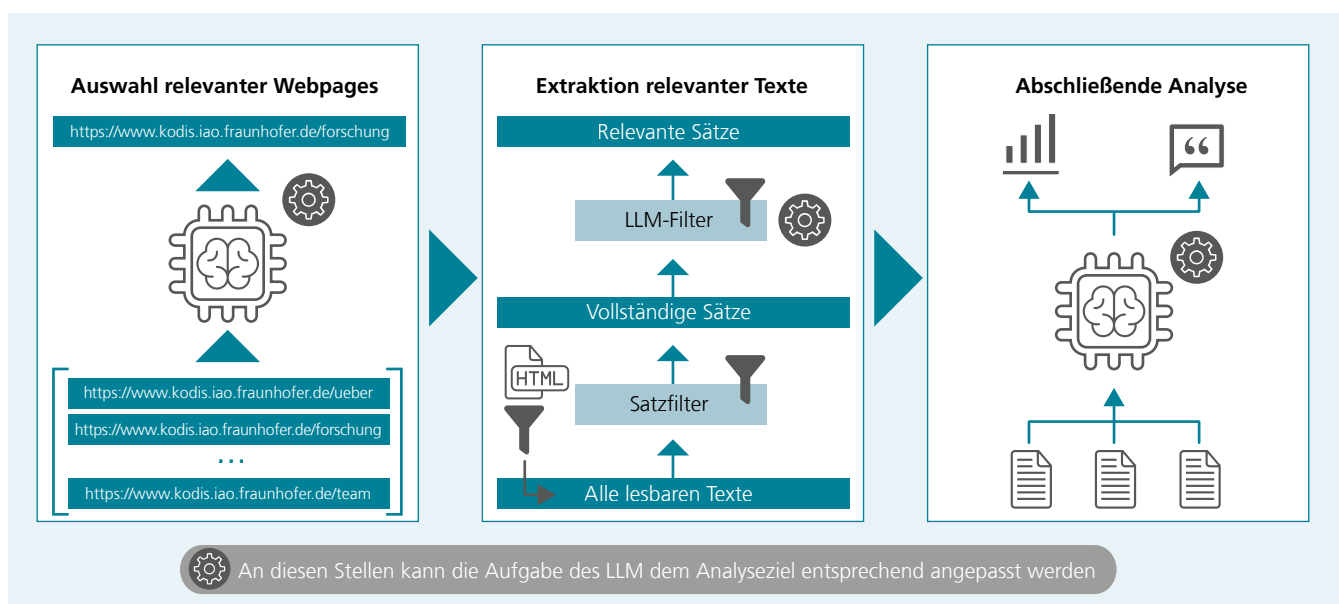 Auswahl relevanter Webpages
https://www.kodis.iao.fraunhofer.de/forschung
https://www.kodis.iao.fraunhofer.de/ueber
https://www.kodis.iao.fraunhofer.de/forschung
...
https://www.kodis.iao.fraunhofer.de/team
Extraktion relevanter Texte
Relevante Sätze
LLM-Filter
Vollständige Sätze
HTML
Satzfilter
Alle lesbaren Texte
Abschließende Analyse
An diesen Stellen kann die Aufgabe des LLM dem Analyseziel entsprechend angepasst werden